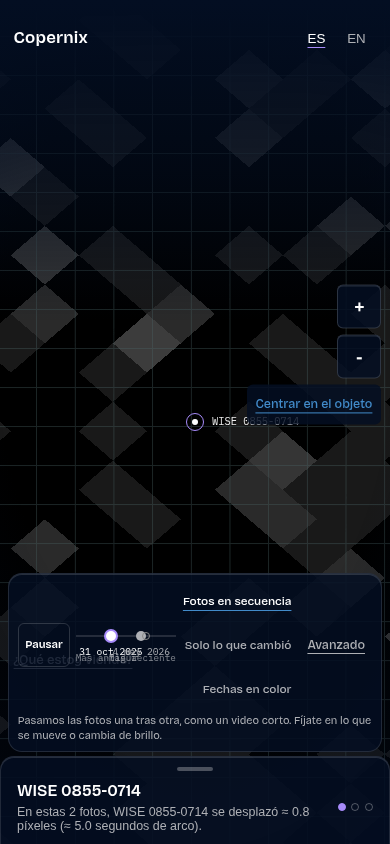 Copernix
ES
EN
+
-
Centrar en el objeto
WISE 0855-0714
Fotos en secuencia
Pausar
31 oct 2025
2026
Solo lo que cambió
Avanzado
¿Qué estoy
Fechas en color
Pasamos las fotos una tras otra, como un video corto. Fíjate en lo que
se mueve o cambia de brillo.
WISE 0855-0714
En estas 2 fotos, WISE 0855-0714 se desplazó ≈ 0.8
píxeles (≈ 5.0 segundos de arco).